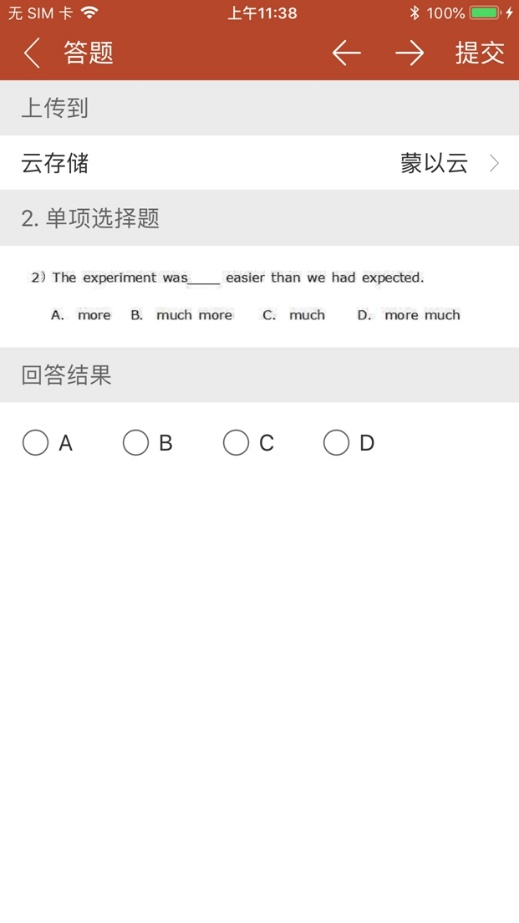 无 SIM 卡 上午11:38 100%
答题 提交
上传到
云存储 蒙以云
2. 单项选择题
2) The experiment was____ easier than we had expected.
A. more B. much more C. much D. more much
回答结果
A B C D